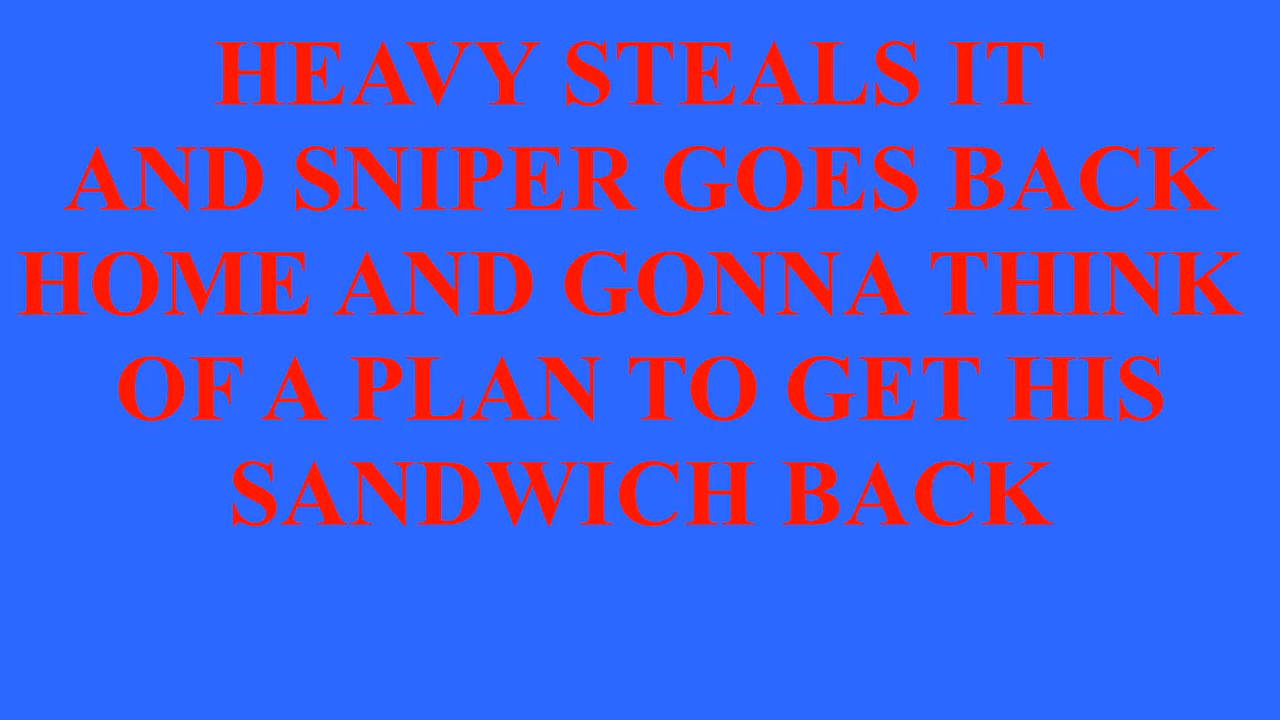 HEAVY STEALS IT
AND SNIPER GOES BACK
HOME AND GONNA THINK
OF A PLAN TO GET HIS
SANDWICH BACK